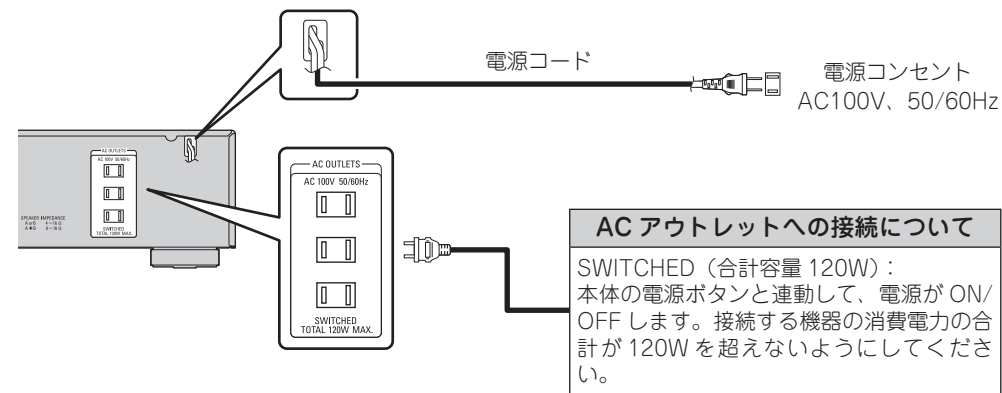 電源コード
電源コンセント
AC100V、50/60Hz
AC OUTLETS
AC 100V 50/60Hz
SWITCHED
TOTAL 120W MAX.
SPEAKER IMPEDANCE
AC OUTLETS
AC 100V 50/60Hz
SWITCHED
TOTAL 120W MAX.
AC アウトレットへの接続について
SWITCHED（合計容量 120W）：
本体の電源ボタンと連動して、電源が ON/
OFF します。接続する機器の消費電力の合
計が 120W を超えないようにしてくださ
い。